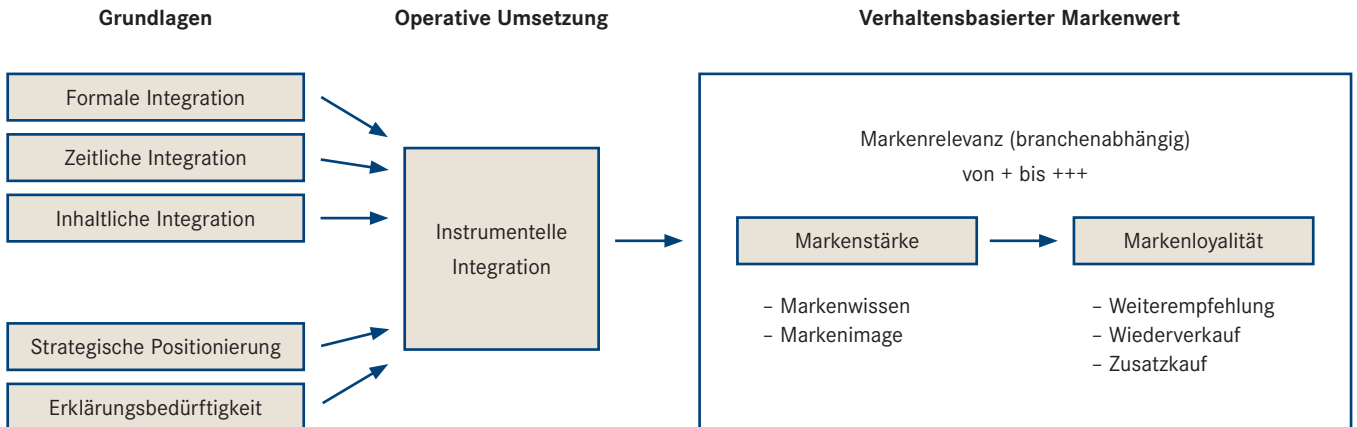 Grundlagen
Operative Umsetzung
Verhaltensbasierter Markenwert
Formale Integration
Zeitliche Integration
Inhaltliche Integration
Strategische Positionierung
Erklärungsbedürftigkeit
Instrumentelle
Integration
Markenrelevanz (branchenabhängig)
von + bis +++
Markenstärke
– Markenwissen
– Markenimage
Markenloyalität
– Weiterempfehlung
– Wiederverkauf
– Zusatzkauf